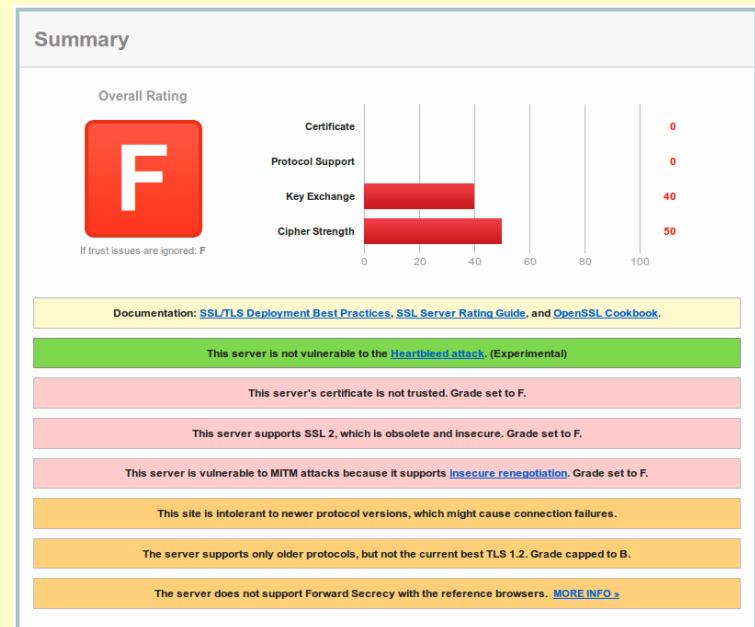 Summary
Overall Rating
F
If trust issues are ignored: F
Certificate 0
Protocol Support 0
Key Exchange 40
Cipher Strength 50
0 20 40 60 80 100
Documentation: SSL/TLS Deployment Best Practices, SSL Server Rating Guide, and OpenSSL Cookbook.
This server is not vulnerable to the Heartbleed attack. (Experimental)
This server's certificate is not trusted. Grade set to F.
This server supports SSL 2, which is obsolete and insecure. Grade set to F.
This server is vulnerable to MITM attacks because it supports insecure renegotiation. Grade set to F.
This site is intolerant to newer protocol versions, which might cause connection failures.
The server supports only older protocols, but not the current best TLS 1.2. Grade capped to B.
The server does not support Forward Secrecy with the reference browsers. MORE INFO »